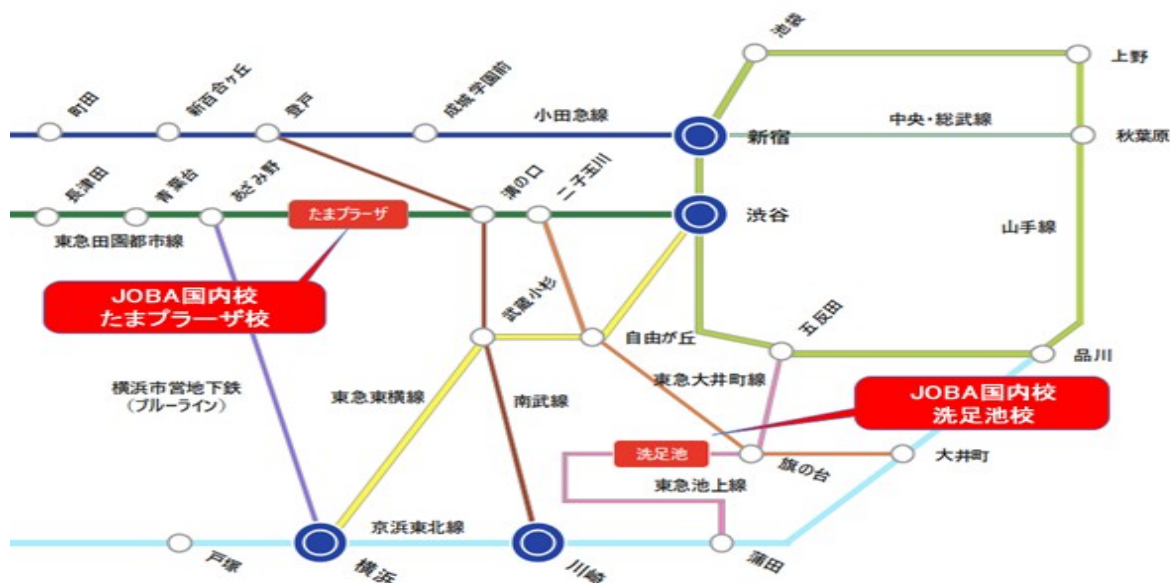 池袋
上野
町田
新百合ヶ丘
登戸
成城学園前
小田急線
新宿
中央・総武線
秋葉原
長津田
青葉台
あざみ野
たまプラーザ
溝の口
二子玉川
渋谷
東急田園都市線
山手線
JOBA国内校
たまプラーザ校
武蔵小杉
自由が丘
五反田
品川
横浜市営地下鉄
（ブルーライン）
東急東横線
南武線
東急大井町線
JOBA国内校
洗足池校
洗足池
旗の台
大井町
東急池上線
京浜東北線
戸塚
横浜
川崎
蒲田